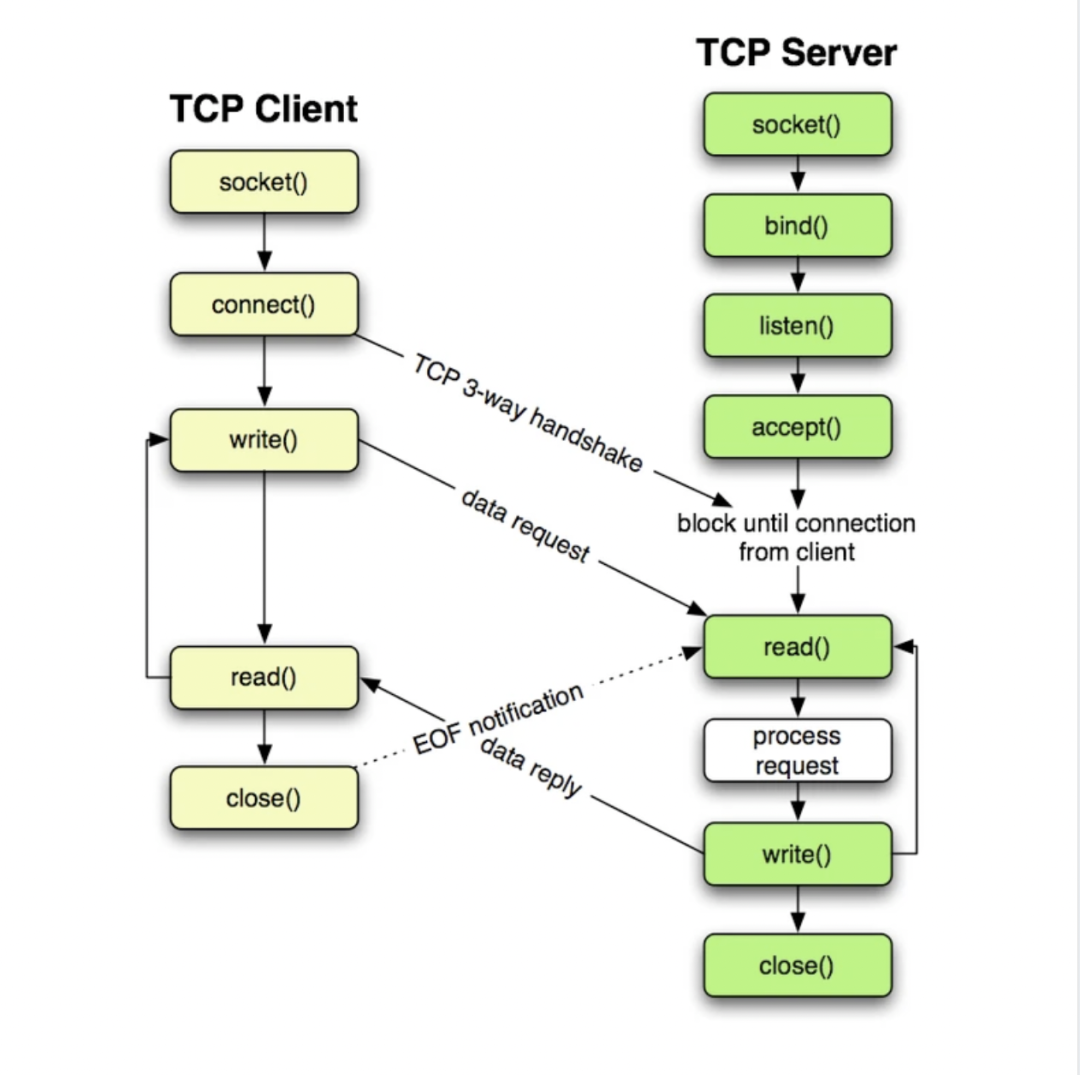 TCP Client
socket()
connect()
write()
read()
close()
TCP 3-way handshake
data request
EOF notification
data reply
TCP Server
socket()
bind()
listen()
accept()
block until connection
from client
read()
process
request
write()
close()